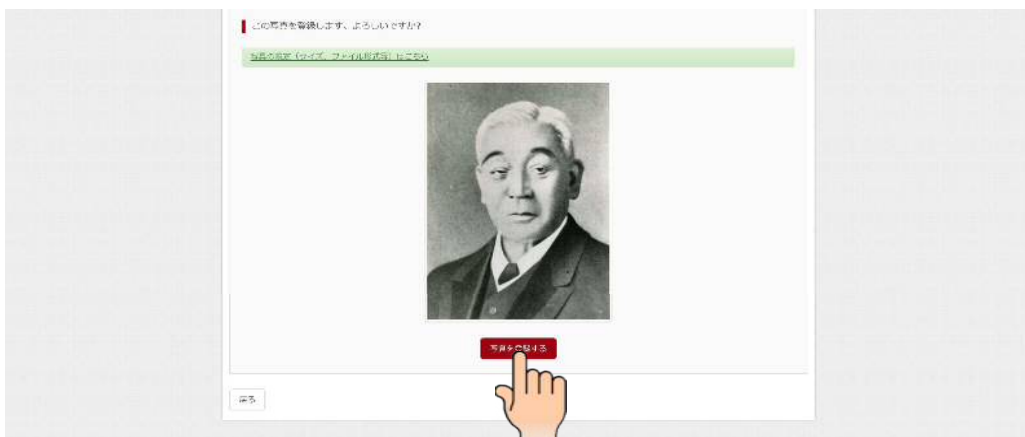 この写真を登録します、よろしいですか?
写真の規定（サイズ、ファイル形式等）はこちら
写真を登録する
戻る